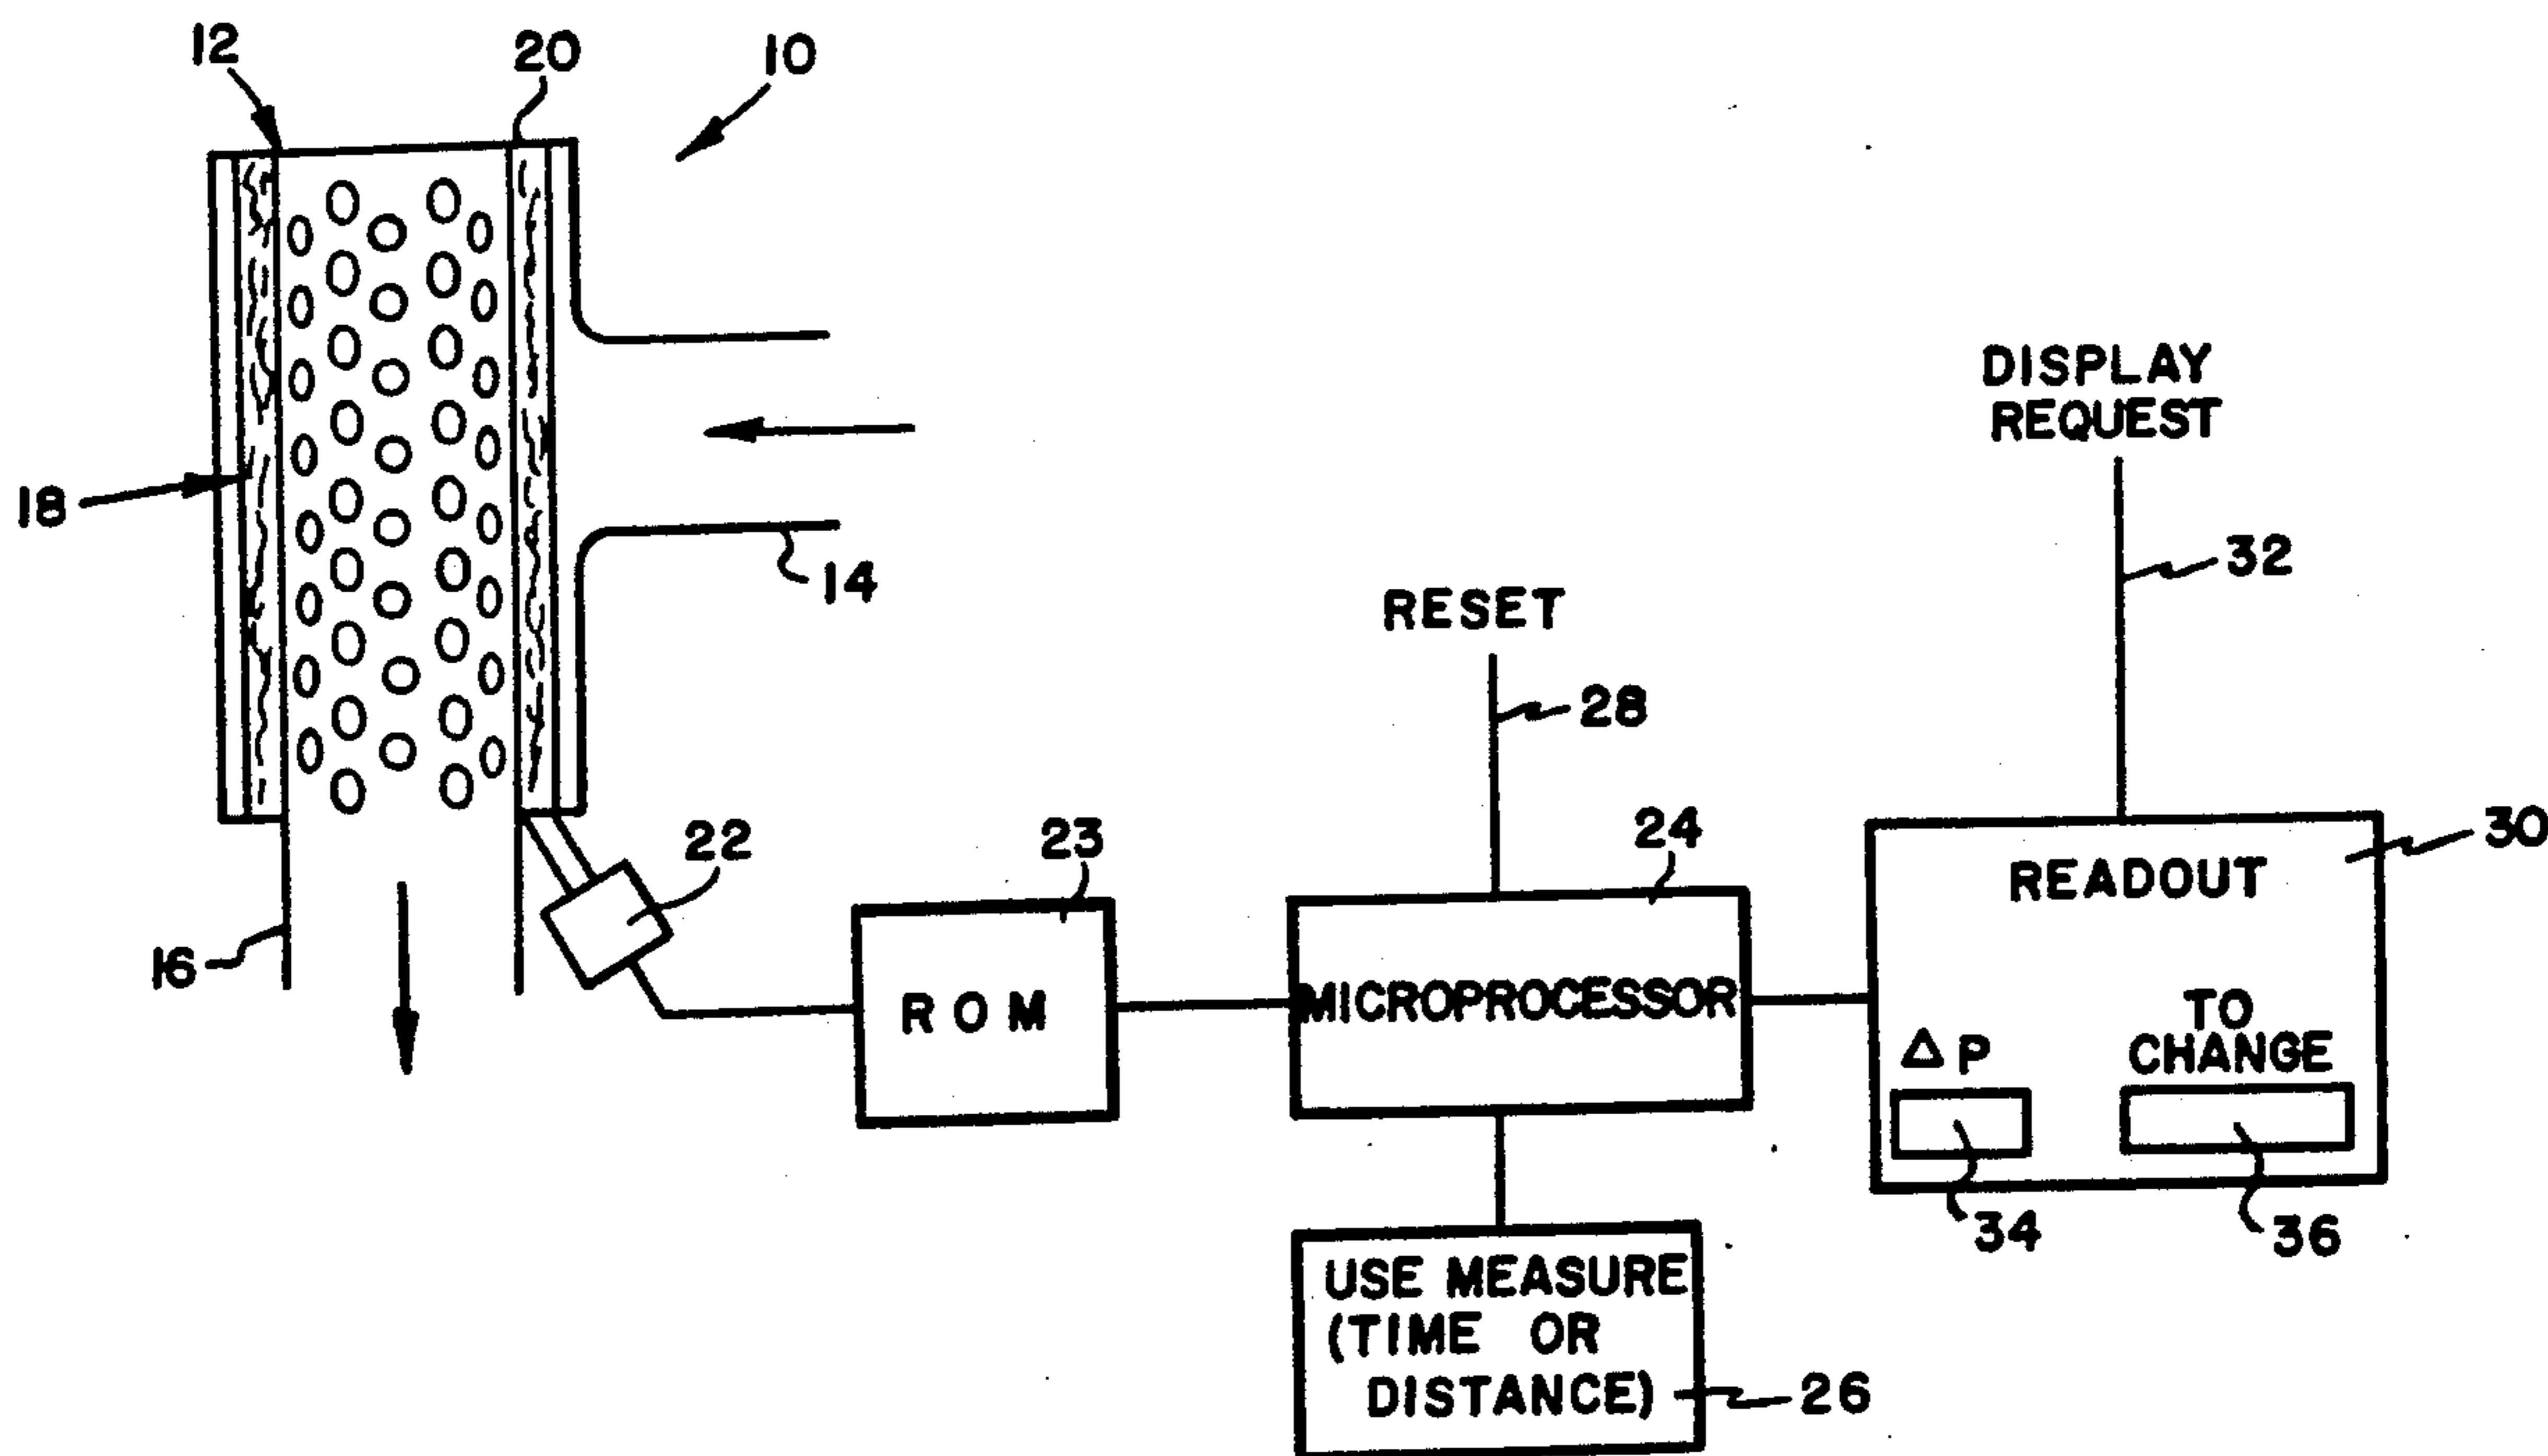 12
20
10
18
14
16
22
23
ROM
RESET
28
24
MICROPROCESSOR
USE MEASURE
(TIME OR
DISTANCE)
26
DISPLAY
REQUEST
32
30
READOUT
Δ P
34
TO
CHANGE
36